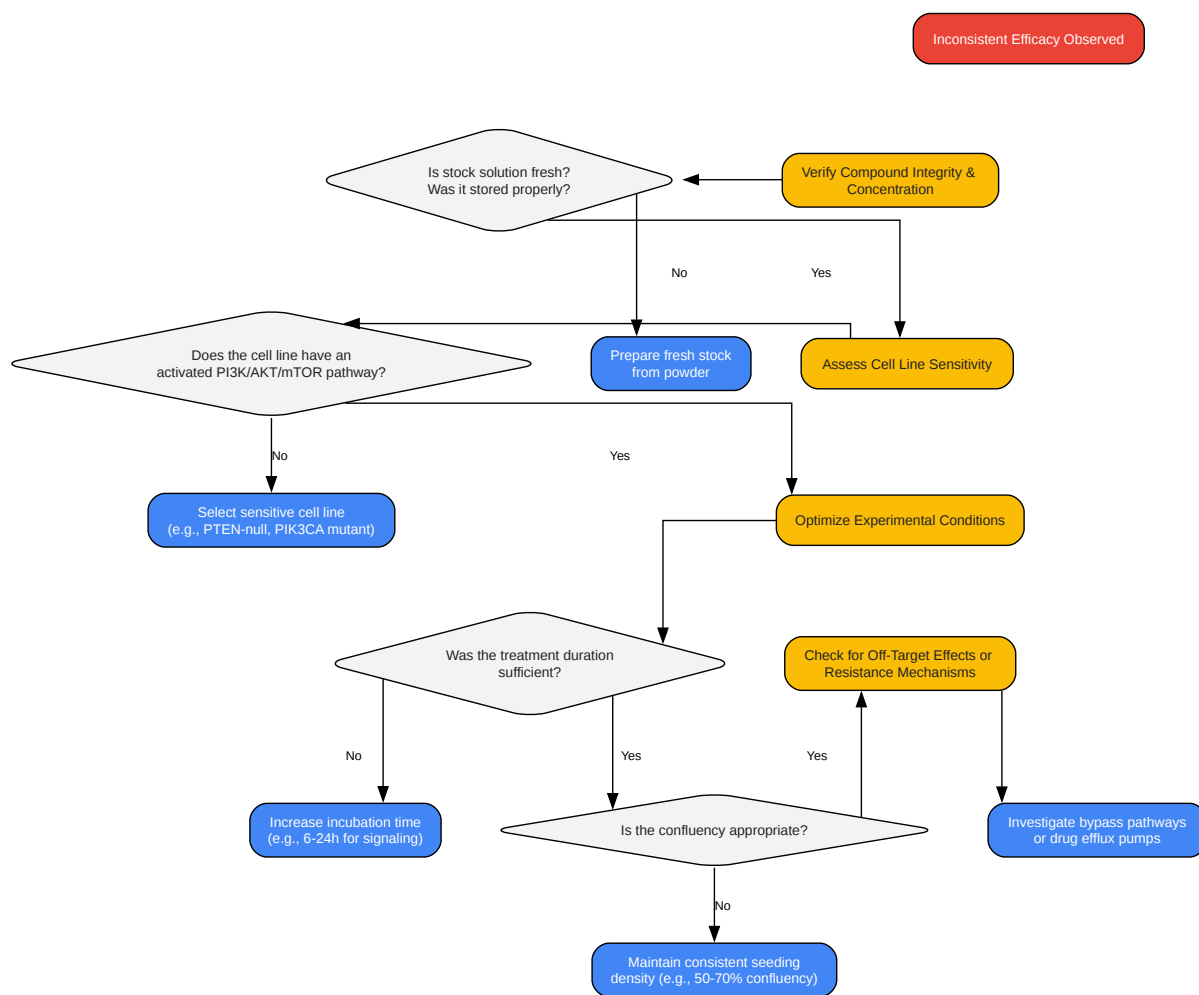 Inconsistent Efficacy Observed
Is stock solution fresh?
Was it stored properly?
Verify Compound Integrity &
Concentration
No
Yes
Does the cell line have an
activated PI3K/AKT/mTOR pathway?
Prepare fresh stock
from powder
Assess Cell Line Sensitivity
No
Yes
Select sensitive cell line
(e.g., PTEN-null, PIK3CA mutant)
Optimize Experimental Conditions
Was the treatment duration
sufficient?
Check for Off-Target Effects or
Resistance Mechanisms
No
Yes
Yes
Increase incubation time
(e.g., 6-24h for signaling)
Is the confluency appropriate?
Investigate bypass pathways
or drug efflux pumps
No
Maintain consistent seeding
density (e.g., 50-70% confluency)